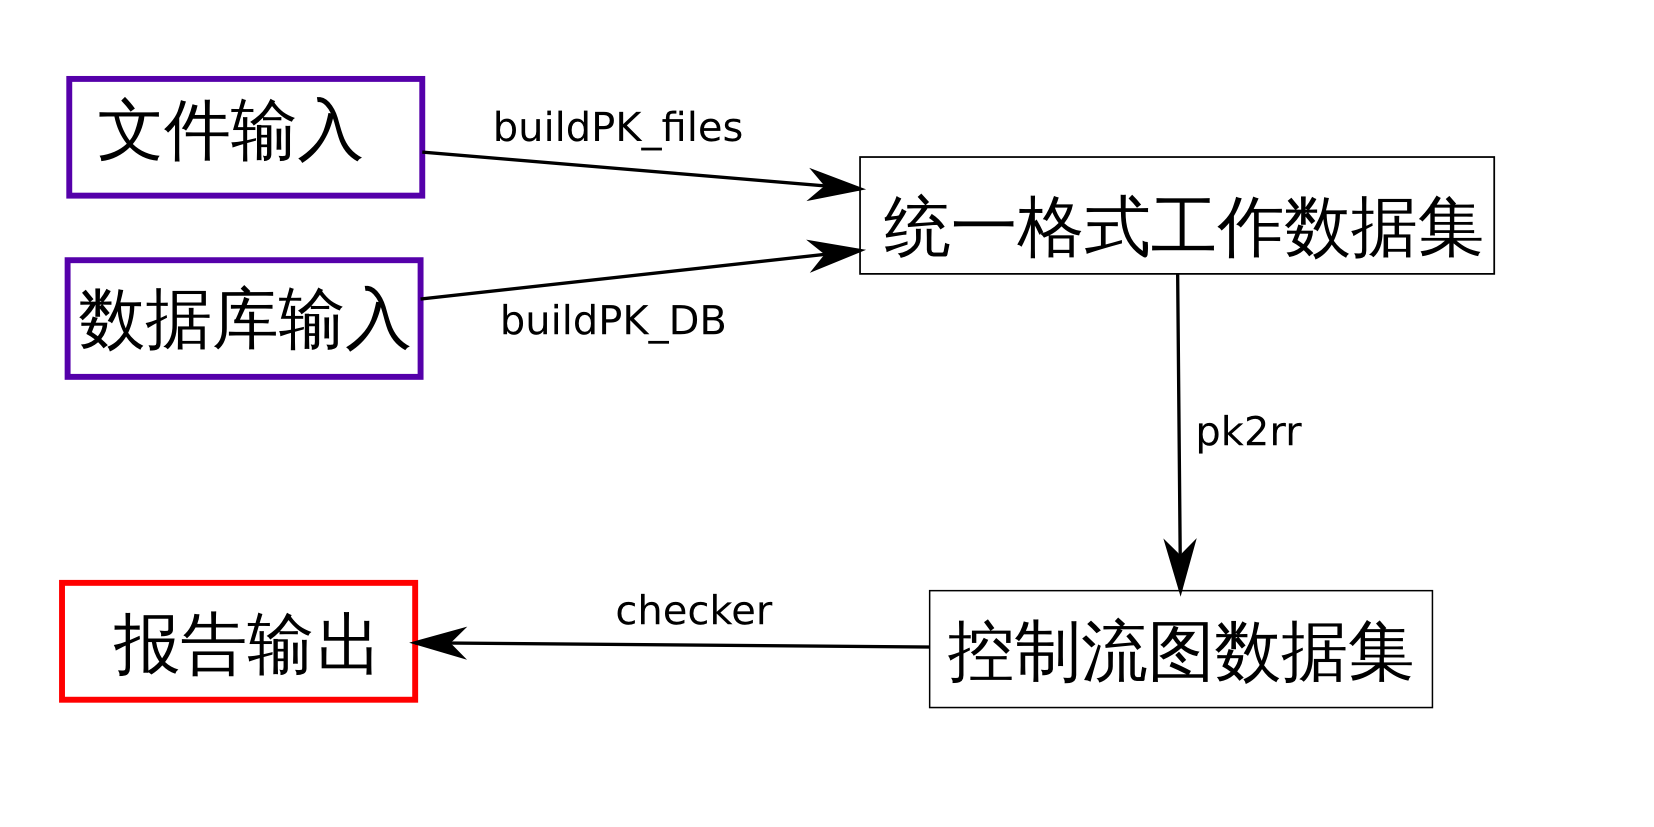 文件输入
buildPK_files
统一格式工作数据集
数据库输入
buildPK_DB
pk2rr
报告输出
checker
控制流图数据集